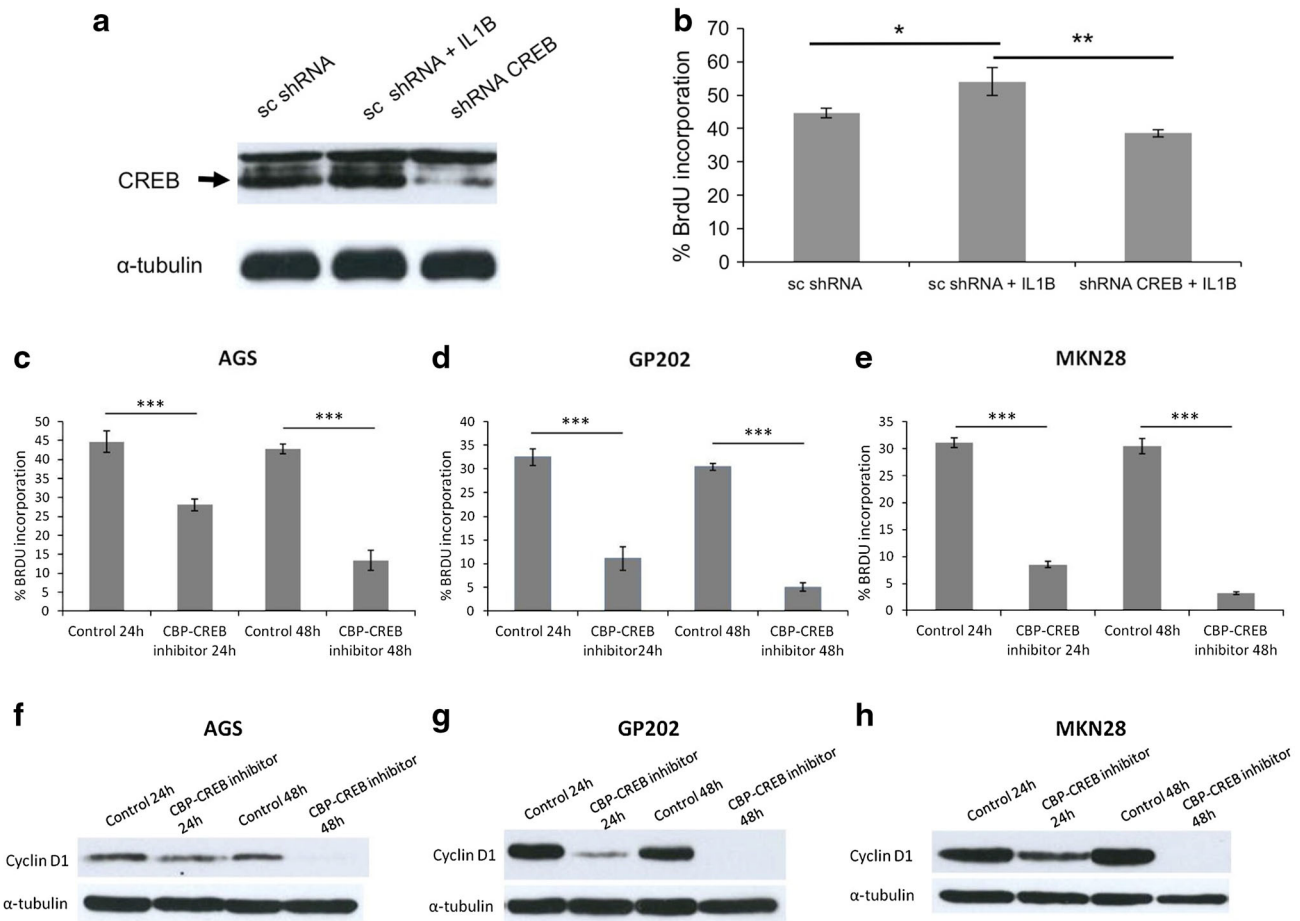 a
sc shRNA
sc shRNA + IL1B
shRNA CREB
CREB
α-tubulin
b
% BrdU incorporation
70
60
50
40
30
20
10
0
*
**
sc shRNA
sc shRNA + IL1B
shRNA CREB + IL1B
c
AGS
% BRDU incorporation
50
45
40
35
30
25
20
15
10
5
0
***
***
Control 24h
CBP-CREB
inhibitor 24h
Control 48h
CBP-CREB
inhibitor 48h
d
GP202
% BRDU incorporation
40
35
30
25
20
15
10
5
0
***
***
Control 24h
CBP-CREB
inhibitor24h
Control 48h
CBP-CREB
inhibitor 48h
e
MKN28
% BRDU incorporation
35
30
25
20
15
10
5
0
***
***
Control 24h
CBP-CREB
inhibitor 24h
Control 48h
CBP-CREB
inhibitor 48h
f
AGS
Control 24h
CBP-CREB inhibitor
24h
Control 48h
CBP-CREB inhibitor
48h
Cyclin D1
α-tubulin
g
GP202
Control 24h
CBP-CREB inhibitor
24h
Control 48h
CBP-CREB inhibitor
48h
Cyclin D1
α-tubulin
h
MKN28
Control 24h
CBP-CREB inhibitor
24h
Control 48h
CBP-CREB inhibitor
48h
Cyclin D1
α-tubulin